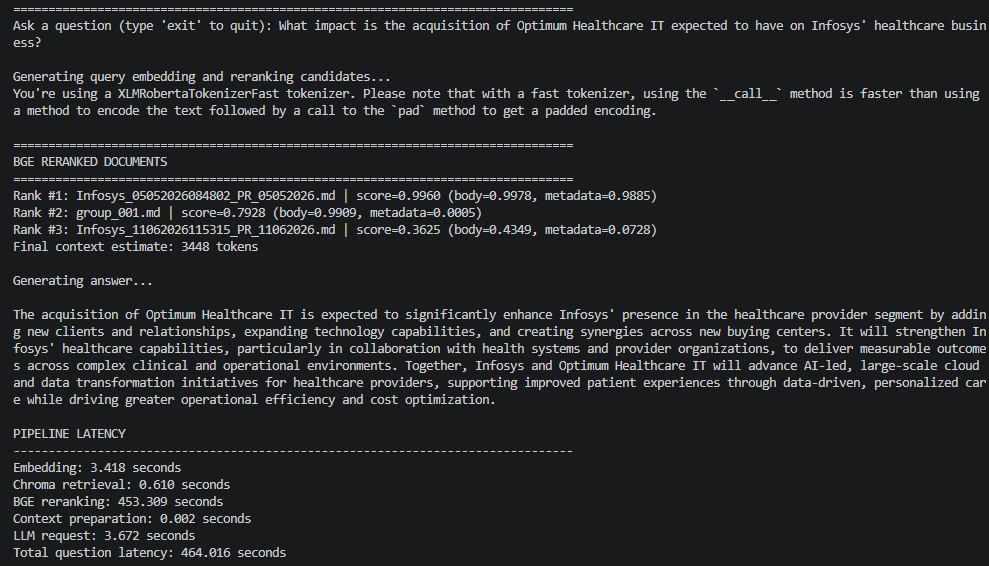 ================================================================================
Ask a question (type 'exit' to quit): What impact is the acquisition of Optimum Healthcare IT expected to have on Infosys' healthcare busin
ess?
Generating query embedding and reranking candidates...
You're using a XLMRobertaTokenizerFast tokenizer. Please note that with a fast tokenizer, using the `__call__` method is faster than using
a method to encode the text followed by a call to the `pad` method to get a padded encoding.
================================================================================
BGE RERANKED DOCUMENTS
================================================================================
Rank #1: Infosys_05052026084802_PR_05052026.md | score=0.9960 (body=0.9978, metadata=0.9885)
Rank #2: group_001.md | score=0.7928 (body=0.9909, metadata=0.0005)
Rank #3: Infosys_11062026115315_PR_11062026.md | score=0.3625 (body=0.4349, metadata=0.0728)
Final context estimate: 3448 tokens
Generating answer...
The acquisition of Optimum Healthcare IT is expected to significantly enhance Infosys' presence in the healthcare provider segment by addin
g new clients and relationships, expanding technology capabilities, and creating synergies across new buying centers. It will strengthen In
fosys' healthcare capabilities, particularly in collaboration with health systems and provider organizations, to deliver measurable outcome
s across complex clinical and operational environments. Together, Infosys and Optimum Healthcare IT will advance AI-led, large-scale cloud
and data transformation initiatives for healthcare providers, supporting improved patient experiences through data-driven, personalized car
e while driving greater operational efficiency and cost optimization.
PIPELINE LATENCY
--------------------------------------------------------------------------------
Embedding: 3.418 seconds
Chroma retrieval: 0.610 seconds
BGE reranking: 453.309 seconds
Context preparation: 0.002 seconds
LLM request: 3.672 seconds
Total question latency: 464.016 seconds